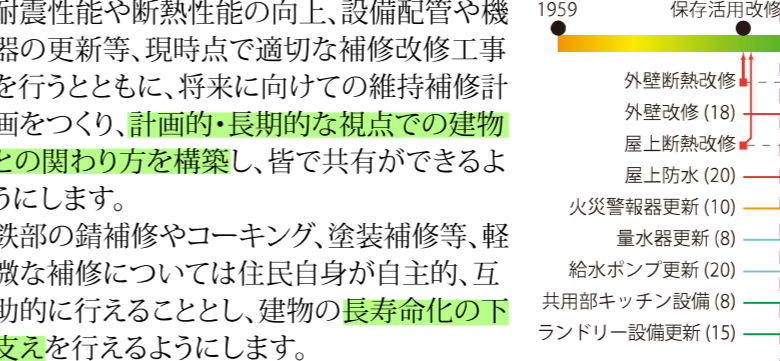 耐震性能や断熱性能の向上、設備配管や機
器の更新等、現時点で適切な補修改修工事
を行うとともに、将来に向けての維持補修計
画をつくり、計画的・長期的な視点での建物
との関わり方を構築し、皆で共有ができるよ
うにします。
鉄部の錆補修やコーキング、塗装補修等、軽
微な補修については住民自身が自主的、互
助的に行えることとし、建物の長寿命化の下
支えを行えるようにします。
1959
保存活用改修
外壁断熱改修
外壁改修 (18)
屋上断熱改修
屋上防水 (20)
火災警報器更新 (10)
量水器更新 (8)
給水ポンプ更新 (20)
共用部キッチン設備 (8)
ランドリー設備更新 (15)